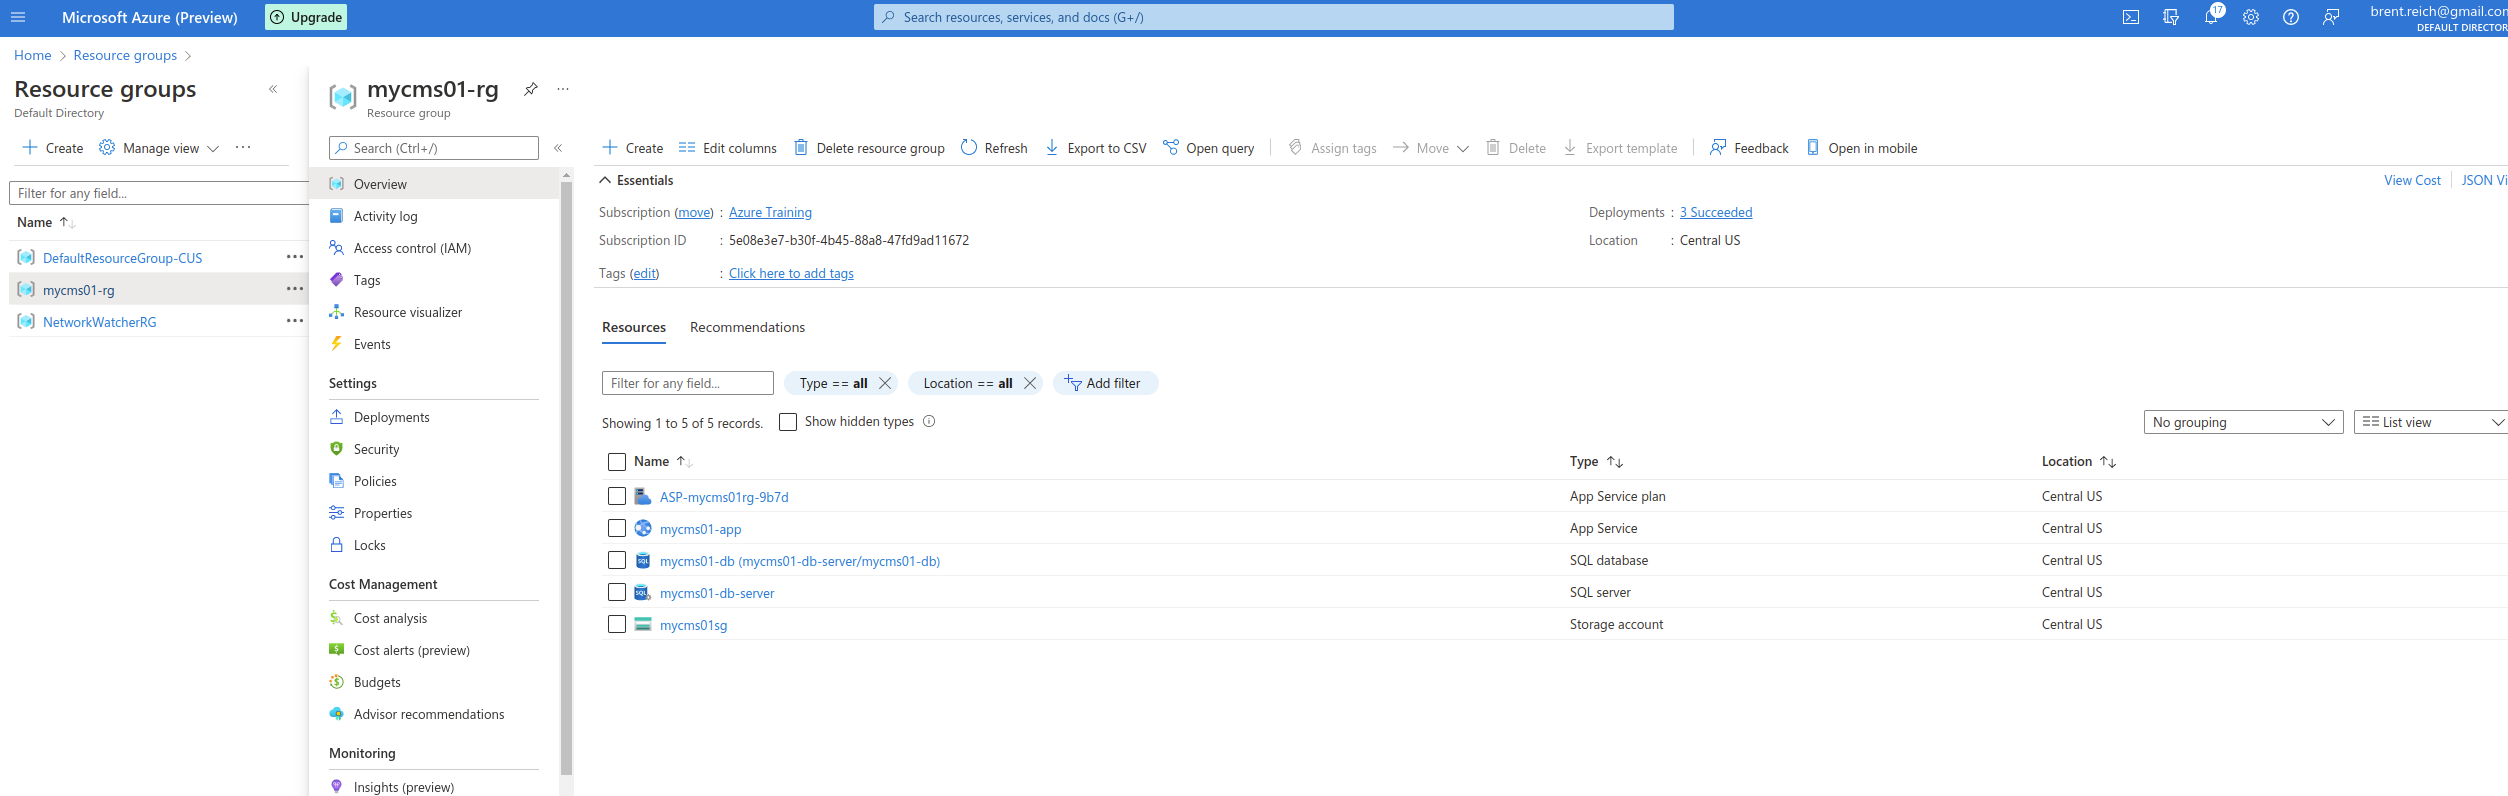 Microsoft Azure (Preview)
Upgrade
Search resources, services, and docs (G+/)
17
brent.reich@gmail.con
DEFAULT DIRECTOR
Home > Resource groups >
Resource groups
Default Directory
Create
Manage view
Filter for any field...
Name
DefaultResourceGroup-CUS
mycms01-rg
NetworkWatcherRG
mycms01-rg
Resource group
Search (Ctrl+/)
Overview
Activity log
Access control (IAM)
Tags
Resource visualizer
Events
Settings
Deployments
Security
Policies
Properties
Locks
Cost Management
Cost analysis
Cost alerts (preview)
Budgets
Advisor recommendations
Monitoring
Insights (preview)
Create Edit columns Delete resource group Refresh Export to CSV Open query Assign tags Move Delete Export template Feedback Open in mobile
Essentials
View Cost JSON Vi
Subscription (move) : Azure Training
Deployments : 3 Succeeded
Subscription ID : 5e08e3e7-b30f-4b45-88a8-47fd9ad11672
Location : Central US
Tags (edit) : Click here to add tags
Resources Recommendations
Filter for any field... Type == all Location == all Add filter
Showing 1 to 5 of 5 records. Show hidden types
No grouping List view
Name Type Location
ASP-mycms01rg-9b7d App Service plan Central US
mycms01-app App Service Central US
mycms01-db (mycms01-db-server/mycms01-db) SQL database Central US
mycms01-db-server SQL server Central US
mycms01sg Storage account Central US